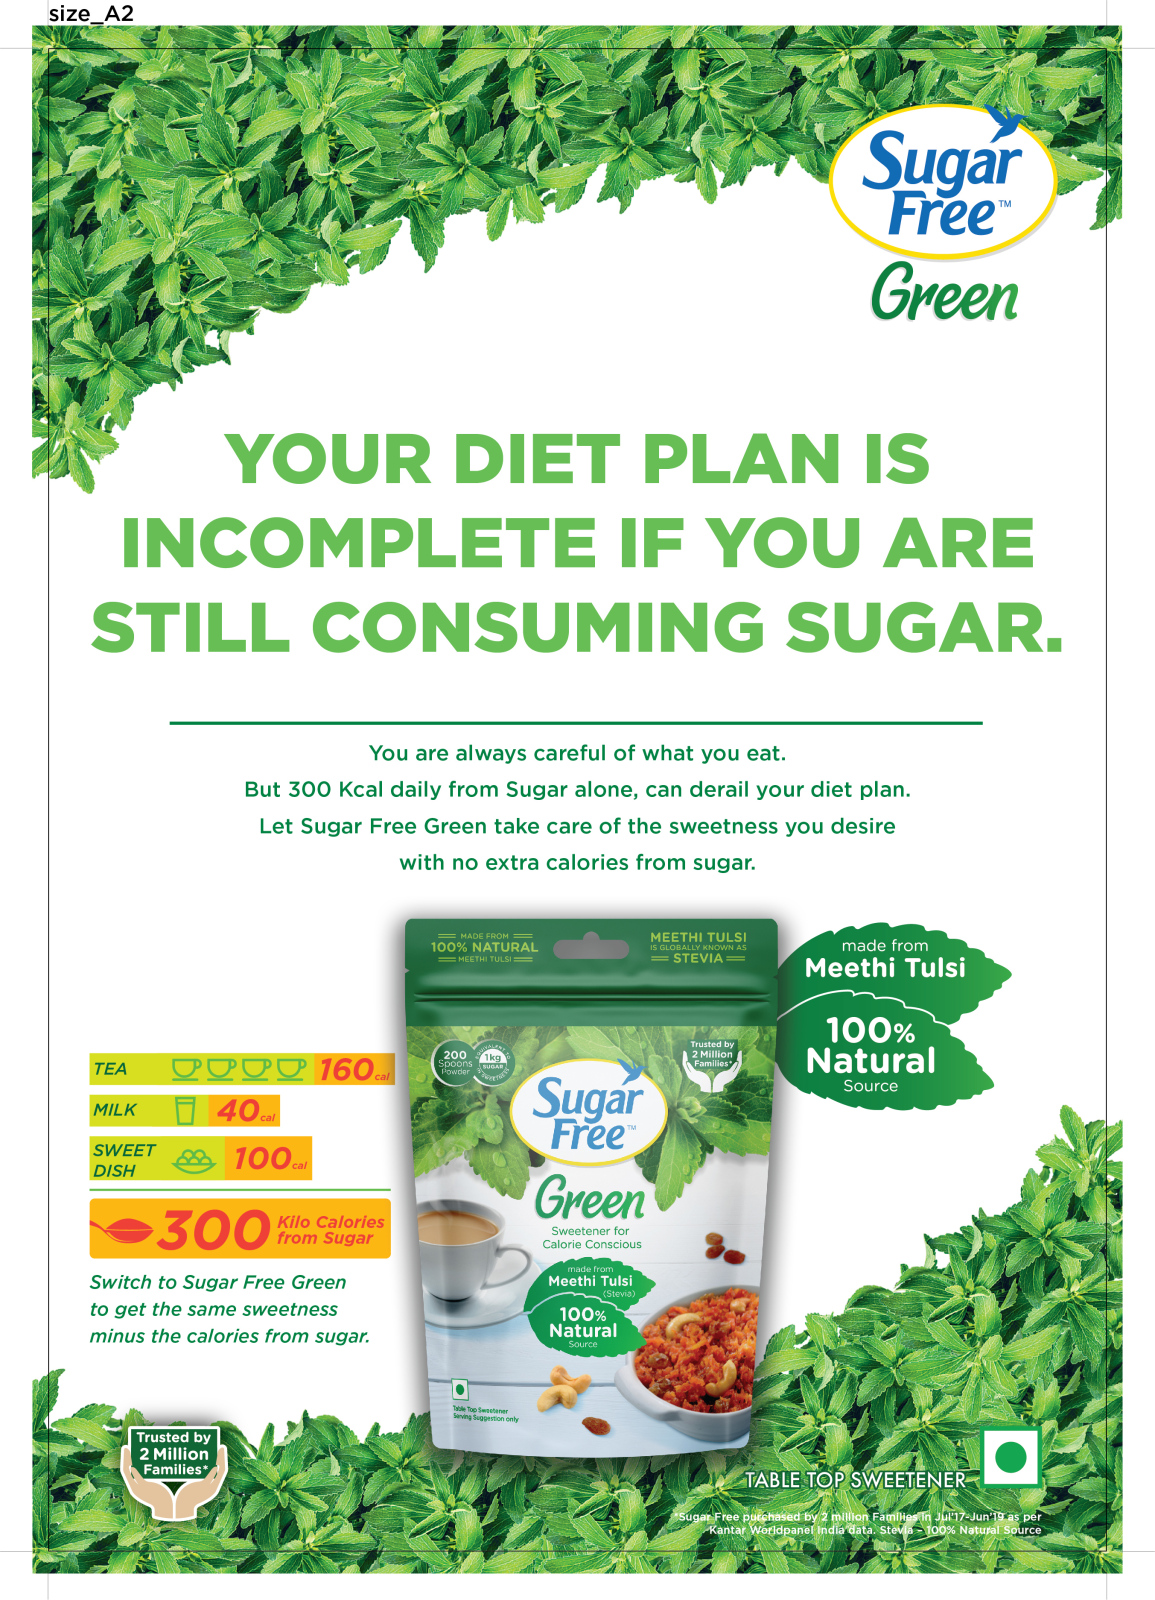 size_A2
Sugar
Free™
Green
YOUR DIET PLAN IS
INCOMPLETE IF YOU ARE
STILL CONSUMING SUGAR.
You are always careful of what you eat.
But 300 Kcal daily from Sugar alone, can derail your diet plan.
Let Sugar Free Green take care of the sweetness you desire
with no extra calories from sugar.
MADE FROM
100% NATURAL
MEETHI TULSI
MEETHI TULSI
IS GLOBALLY KNOWN AS
STEVIA
made from
Meethi Tulsi
100%
Natural
Source
200
Spoons
Powder
EQUIVALENT TO
1kg
SUGAR
IN SWEETNESS
Trusted by
2 Million
Families*
Sugar
Free™
Green
Sweetener for
Calorie Conscious
made from
Meethi Tulsi
(Stevia)
100%
Natural
Source
Table Top Sweetener
Serving Suggestion only
TEA 160cal
MILK 40cal
SWEET
DISH 100cal
300 Kilo Calories
from Sugar
Switch to Sugar Free Green
to get the same sweetness
minus the calories from sugar.
Trusted by
2 Million
Families*
TABLE TOP SWEETENER
*Sugar Free purchased by 2 million Families in Jul'17-Jun'19 as per
Kantar Worldpanel India data. Stevia – 100% Natural Source